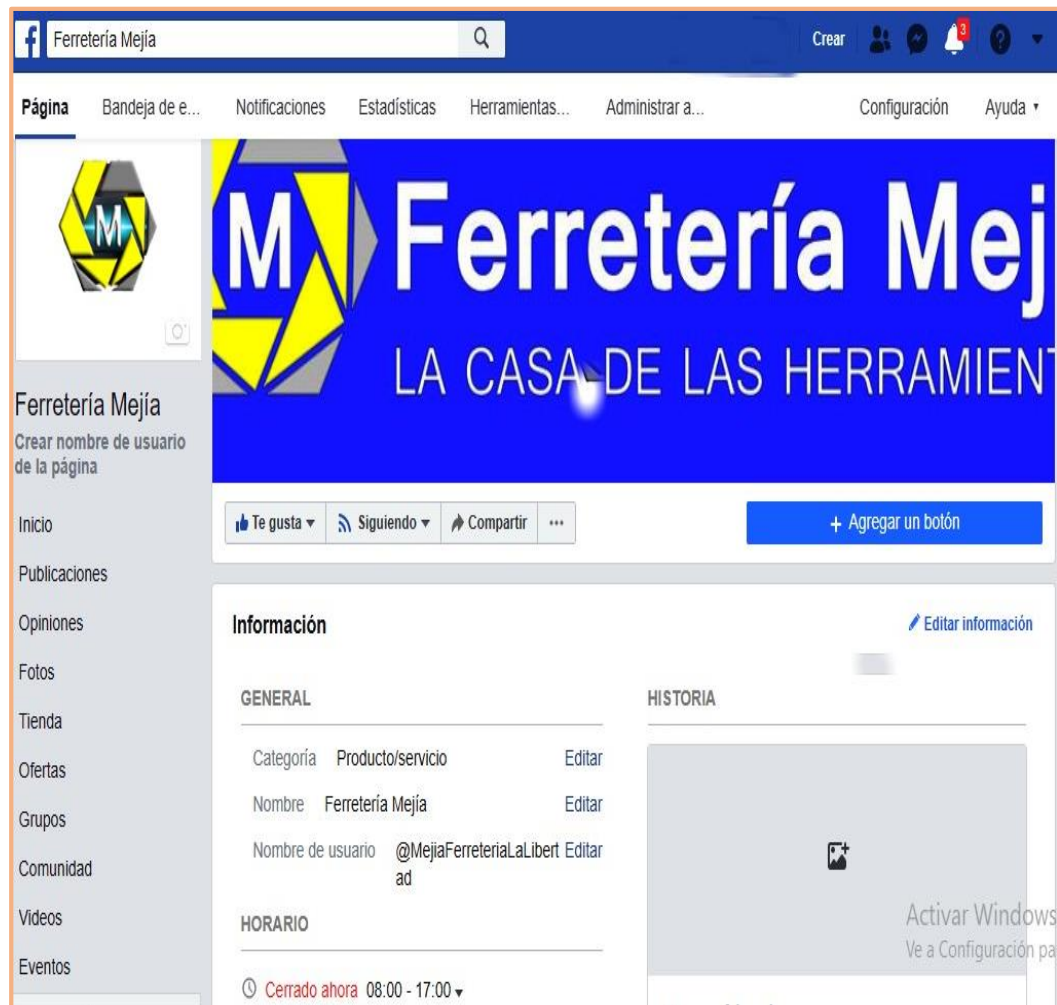 f Ferretería Mejía Crear 3 ?
Página Bandeja de e... Notificaciones Estadísticas Herramientas... Administrar a... Configuración Ayuda
M
M Ferretería Mej
LA CASA DE LAS HERRAMIENT
Ferretería Mejía
Crear nombre de usuario
de la página
Inicio
Publicaciones
Opiniones
Fotos
Tienda
Ofertas
Grupos
Comunidad
Videos
Eventos
Te gusta Siguiendo Compartir ... + Agregar un botón
Información Editar información
GENERAL HISTORIA
Categoría Producto/servicio Editar
Nombre Ferretería Mejía Editar
Nombre de usuario @MejiaFerreteriaLaLibert Editar
ad
HORARIO
Cerrado ahora 08:00 - 17:00
Activar Windows
Ve a Configuración pa